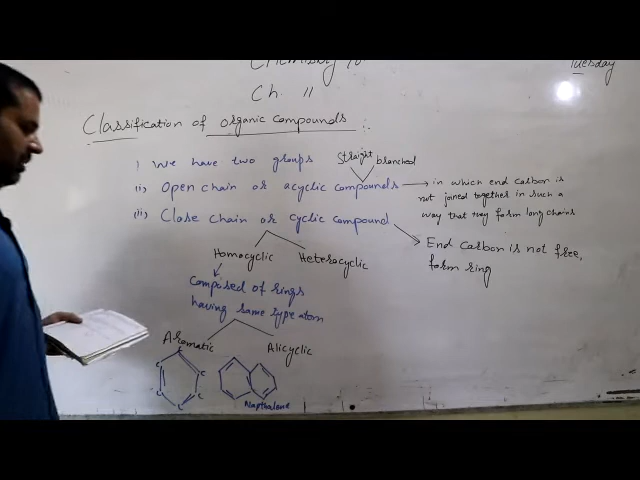 Chemistry 10
Tuesday
Ch. 11
Classification of organic compounds :.
i) We have two groups
Straight branched
(ii) Open chain or acyclic compounds → in which end carbon is
not joined together in such a
way that they form long chains
(iii) Close chain or cyclic compound
End Carbon is not free,
form ring
Homocyclic Heterocyclic
Composed of rings
having same type atom
Aromatic Alicyclic
C
C
C
C
C
Napthalene